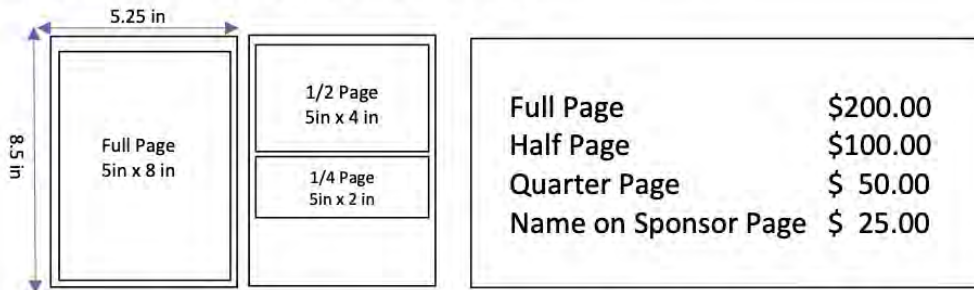 5.25 in
8.5 in
Full Page
5in x 8 in
1/2 Page
5in x 4 in
1/4 Page
5in x 2 in
Full Page $200.00
Half Page $100.00
Quarter Page $ 50.00
Name on Sponsor Page $ 25.00